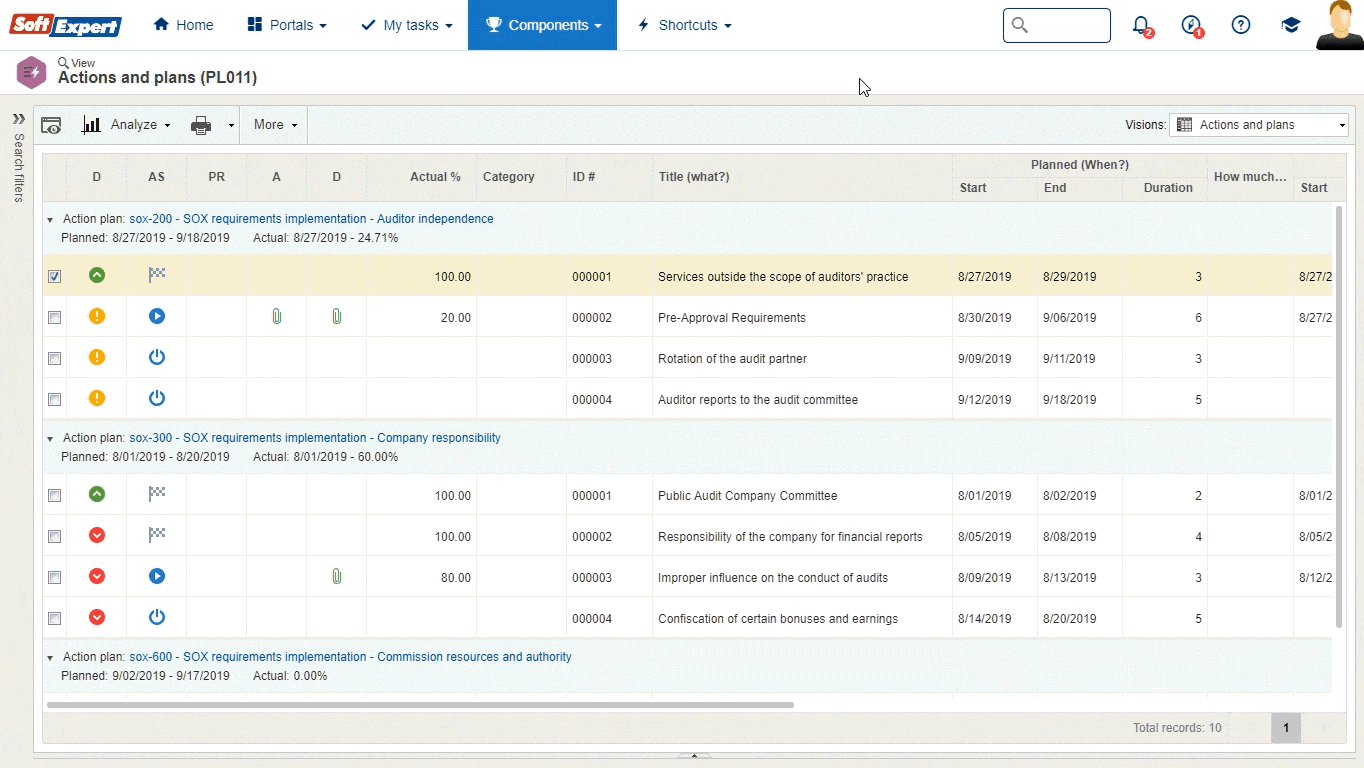 Soft Expert Home Portals My tasks Components Shortcuts 2 1
View
Actions and plans (PL011)
Search filters
Analyze More Visions: Actions and plans
D AS PR A D Actual % Category ID # Title (what?) Planned (When?) How much...
Start End Duration Start
Action plan: sox-200 - SOX requirements implementation - Auditor independence
Planned: 8/27/2019 - 9/18/2019 Actual: 8/27/2019 - 24.71%
100.00 000001 Services outside the scope of auditors' practice 8/27/2019 8/29/2019 3 8/27/2
20.00 000002 Pre-Approval Requirements 8/30/2019 9/06/2019 6 8/27/2
000003 Rotation of the audit partner 9/09/2019 9/11/2019 3
000004 Auditor reports to the audit committee 9/12/2019 9/18/2019 5
Action plan: sox-300 - SOX requirements implementation - Company responsibility
Planned: 8/01/2019 - 8/20/2019 Actual: 8/01/2019 - 60.00%
100.00 000001 Public Audit Company Committee 8/01/2019 8/02/2019 2 8/01/2
100.00 000002 Responsibility of the company for financial reports 8/05/2019 8/08/2019 4 8/05/2
80.00 000003 Improper influence on the conduct of audits 8/09/2019 8/13/2019 3 8/12/2
000004 Confiscation of certain bonuses and earnings 8/14/2019 8/20/2019 5
Action plan: sox-600 - SOX requirements implementation - Commission resources and authority
Planned: 9/02/2019 - 9/17/2019 Actual: 0.00%
Total records: 10 1